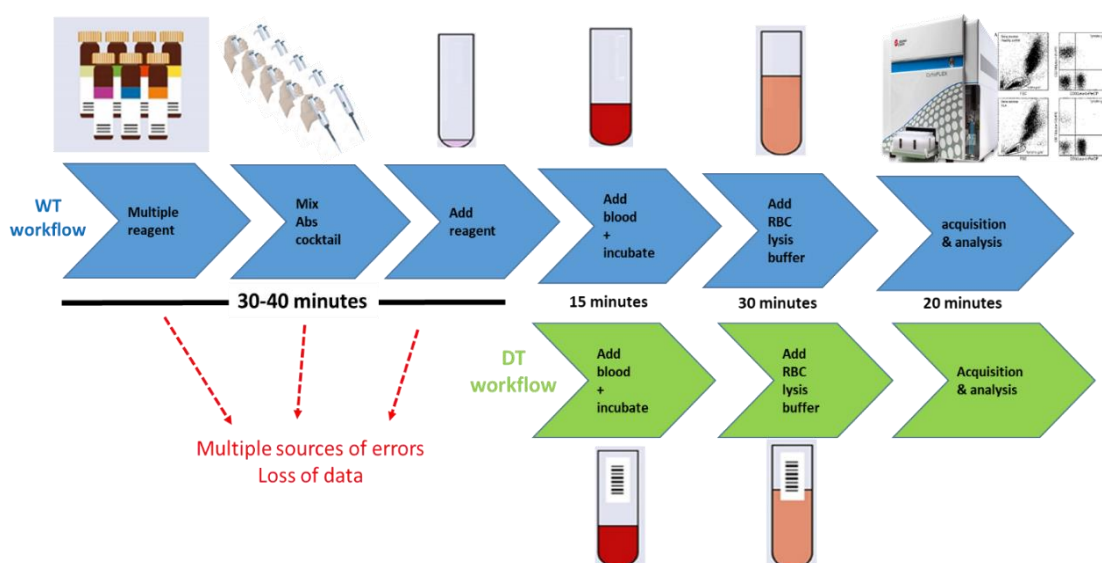 WT
workflow
Multiple
reagent
Mix
Abs
cocktail
Add
reagent
Add
blood
+
incubate
Add
RBC
lysis
buffer
acquisition
& analysis
30-40 minutes
15 minutes
30 minutes
20 minutes
DT
workflow
Add
blood
+
incubate
Add
RBC
lysis
buffer
Acquisition
& analysis
Multiple sources of errors
Loss of data